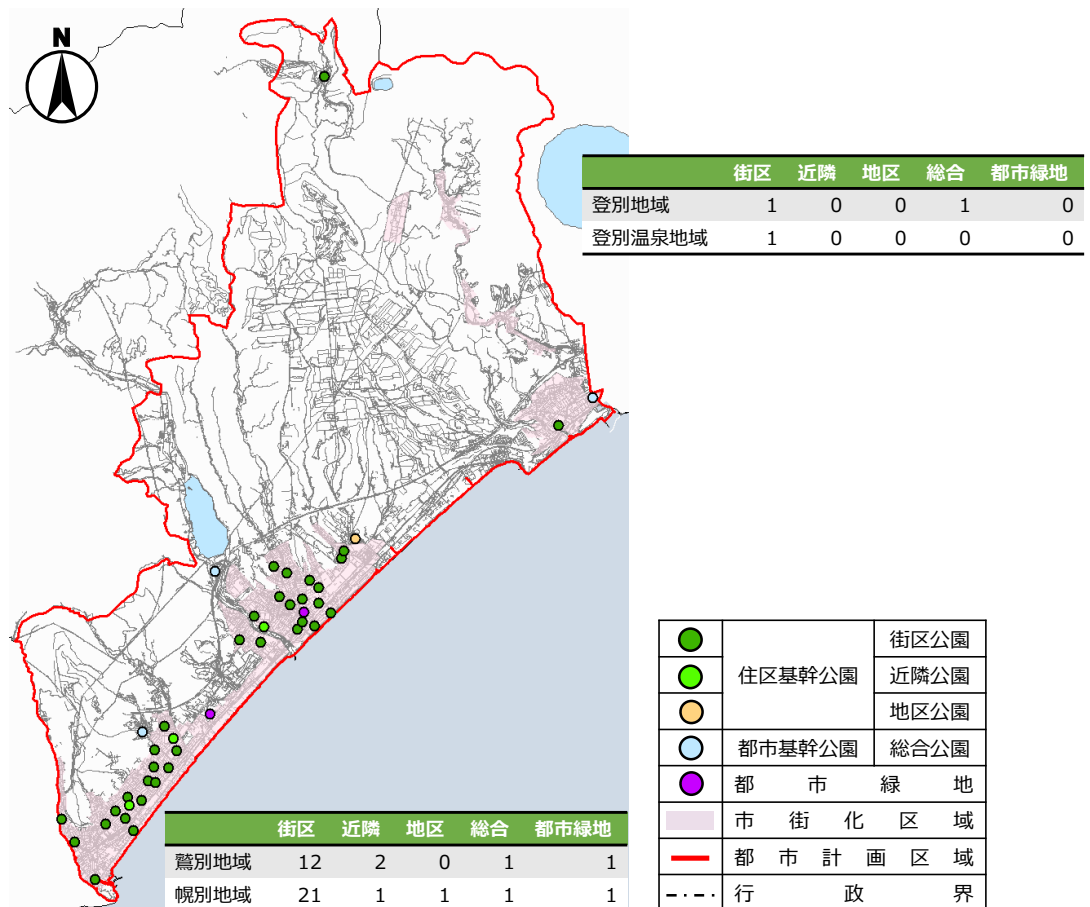 N
街区 近隣 地区 総合 都市緑地
登別地域 1 0 0 1 0
登別温泉地域 1 0 0 0 0
街区公園
住区基幹公園 近隣公園
地区公園
都市基幹公園 総合公園
都市緑地
市街化区域
都市計画区域
行政界
街区 近隣 地区 総合 都市緑地
鷲別地域 12 2 0 1 1
幌別地域 21 1 1 1 1